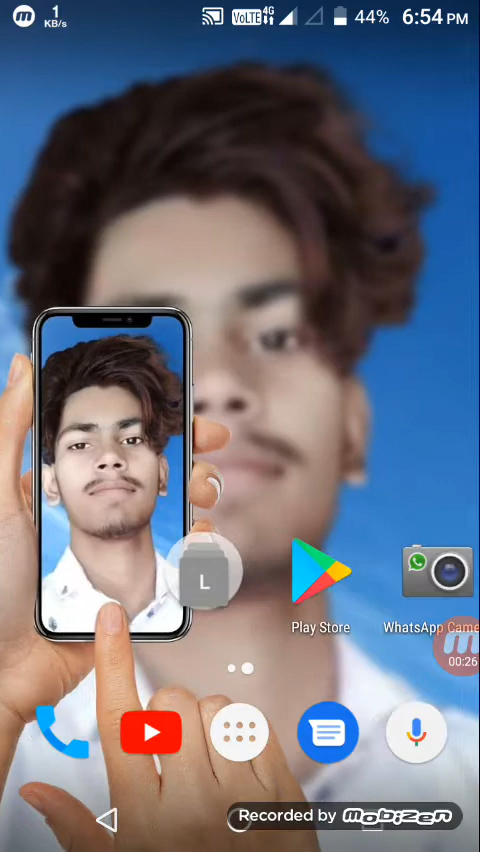 1
KB/s
VoLTE 4G
44%
6:54 PM
L
Play Store
WhatsApp Came
00:26
Recorded by Mobizen